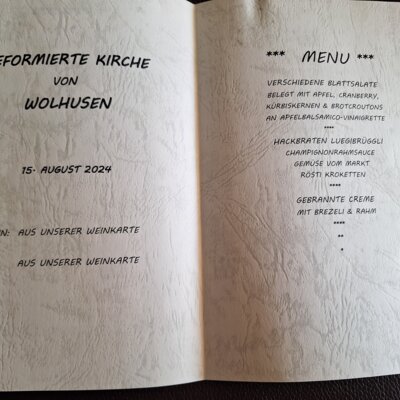 EFORMIERTE KIRCHE
VON
WOLHUSEN
15. AUGUST 2024
IN: AUS UNSERER WEINKARTE
AUS UNSERER WEINKARTE
*** MENU ***
VERSCHIEDENE BLATTSALATE
BELEGT MIT APFEL, CRANBERRY,
KÜRBISKERNEN & BROTCROUTONS
AN APFELBALSAMICO-VINAIGRETTE
****
HACKBRATEN LUEGIBRÜGGLI
CHAMPIGNONRAHMSAUCE
GEMÜSE VOM MARKT
RÖSTI KROKETTEN
****
GEBRANNTE CREME
MIT BREZELI & RAHM
****
**
*